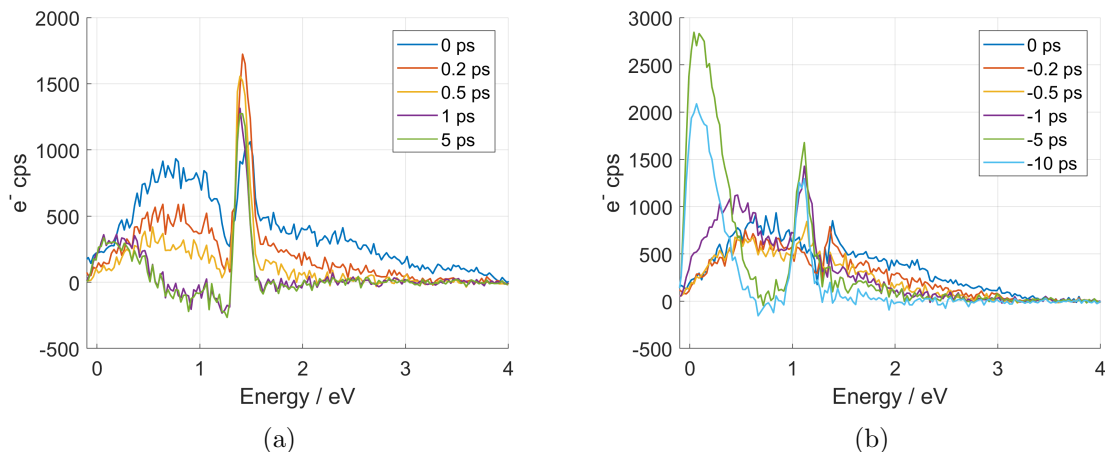 2000
1500
1000
500
0
-500
e⁻ cps
0 1 2 3 4
Energy / eV
0 ps
0.2 ps
0.5 ps
1 ps
5 ps
(a)
3000
2500
2000
1500
1000
500
0
-500
e⁻ cps
0 1 2 3 4
Energy / eV
0 ps
-0.2 ps
-0.5 ps
-1 ps
-5 ps
-10 ps
(b)